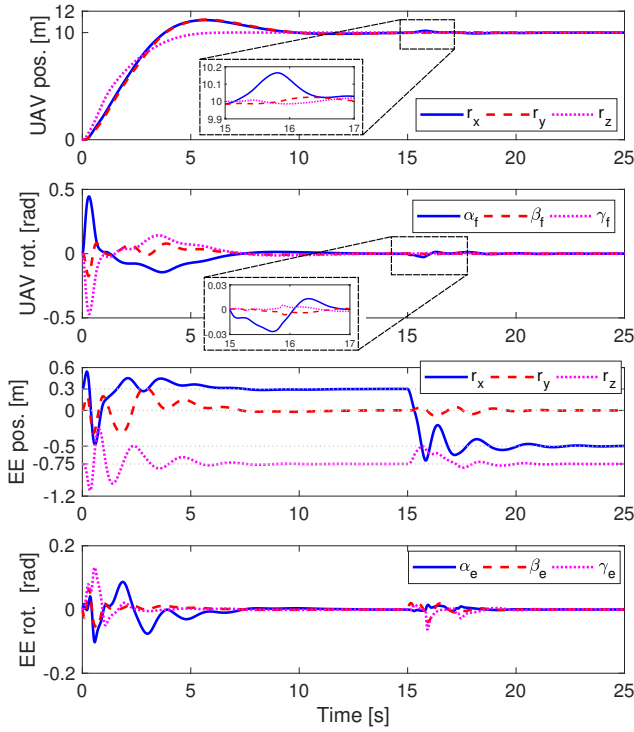 UAV pos. [m]
10
0
10.2
10.1
10
9.9
15 16 17
r_x r_y r_z
0 5 10 15 20 25
UAV rot. [rad]
0.5
0
-0.5
α_f β_f γ_f
0.03
0
-0.03
15 16 17
0 5 10 15 20 25
EE pos. [m]
0.6
0.3
0
-0.5
-0.75
-1.2
r_x r_y r_z
0 5 10 15 20 25
EE rot. [rad]
0.2
0
-0.2
α_e β_e γ_e
0 5 10 15 20 25
Time [s]